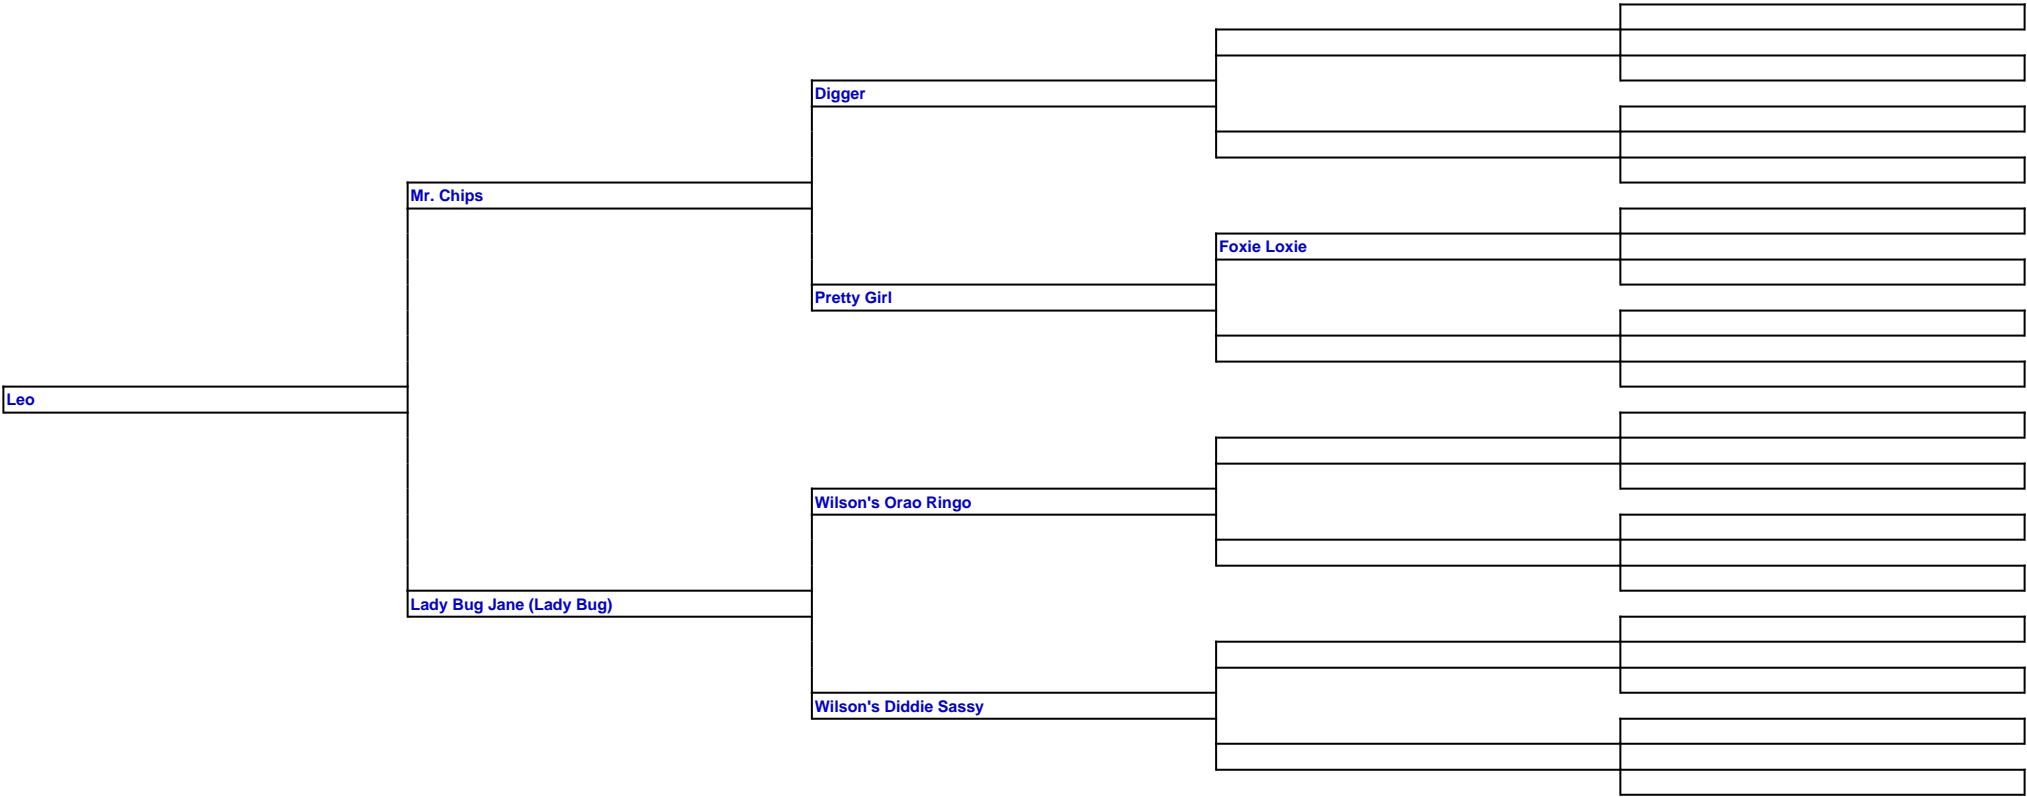 Digger
Mr. Chips
Foxie Loxie
Pretty Girl
Leo
Wilson's Orao Ringo
Lady Bug Jane (Lady Bug)
Wilson's Diddie Sassy